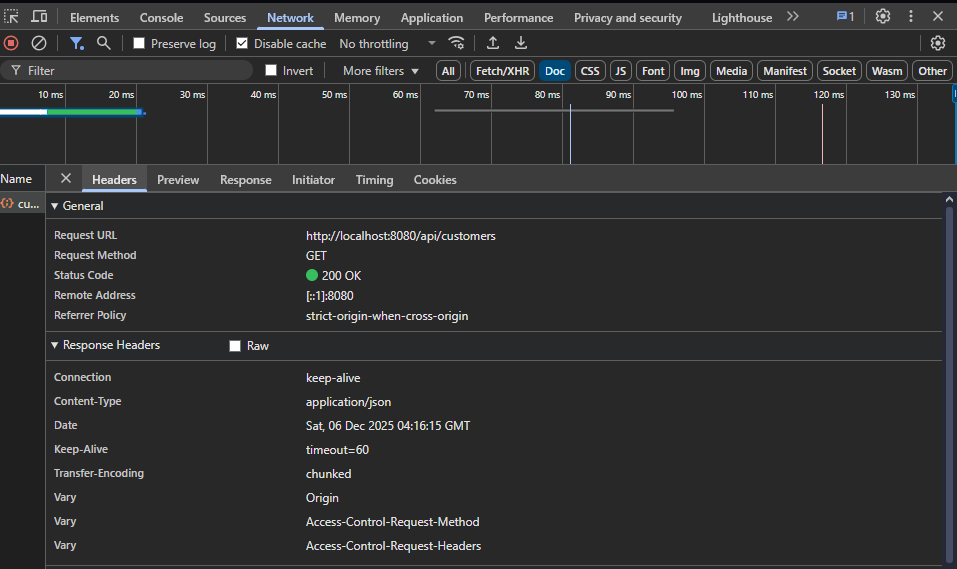 Elements Console Sources Network Memory Application Performance Privacy and security Lighthouse 1
Preserve log Disable cache No throttling
Filter Invert More filters All Fetch/XHR Doc CSS JS Font Img Media Manifest Socket Wasm Other
10 ms 20 ms 30 ms 40 ms 50 ms 60 ms 70 ms 80 ms 90 ms 100 ms 110 ms 120 ms 130 ms
Name Headers Preview Response Initiator Timing Cookies
cu... General
Request URL http://localhost:8080/api/customers
Request Method GET
Status Code 200 OK
Remote Address [::1]:8080
Referrer Policy strict-origin-when-cross-origin
Response Headers Raw
Connection keep-alive
Content-Type application/json
Date Sat, 06 Dec 2025 04:16:15 GMT
Keep-Alive timeout=60
Transfer-Encoding chunked
Vary Origin
Vary Access-Control-Request-Method
Vary Access-Control-Request-Headers